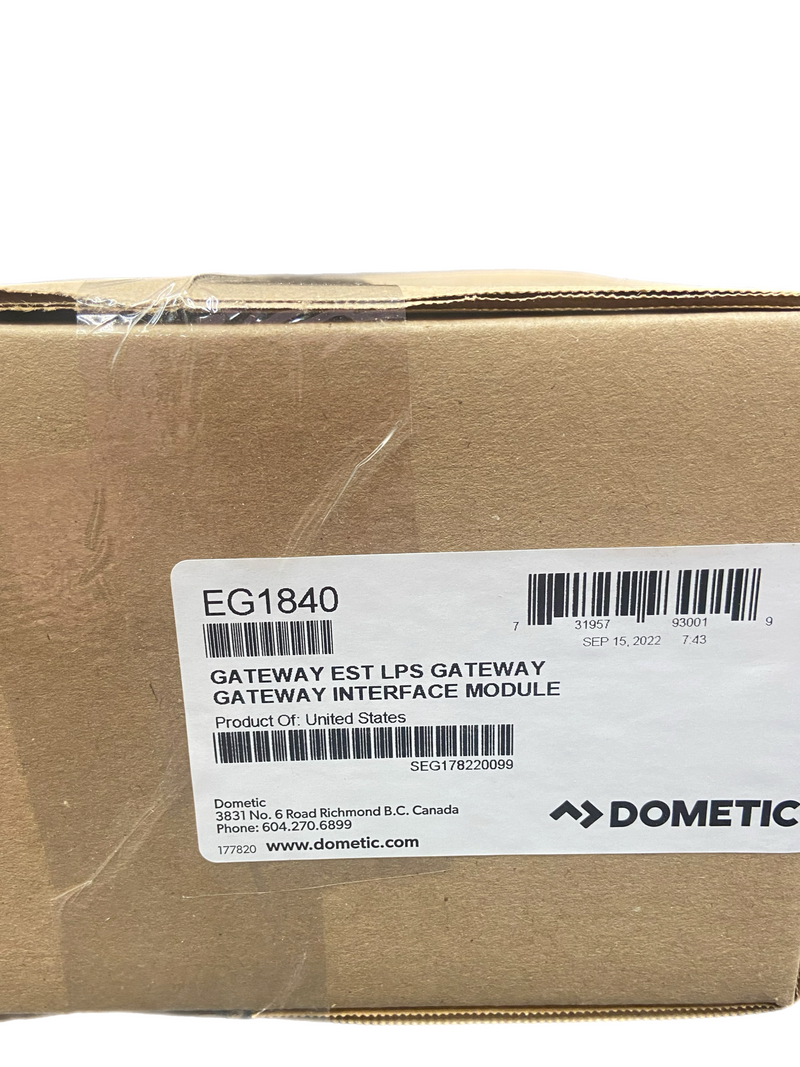 EG1840
7 31957 93001 9
SEP 15, 2022 7.43
GATEWAY EST LPS GATEWAY
GATEWAY INTERFACE MODULE
Product Of: United States
SEG178220099
Dometic
3831 No. 6 Road Richmond B.C. Canada
Phone: 604.270.6899
177820 www.dometic.com
DOMETIC